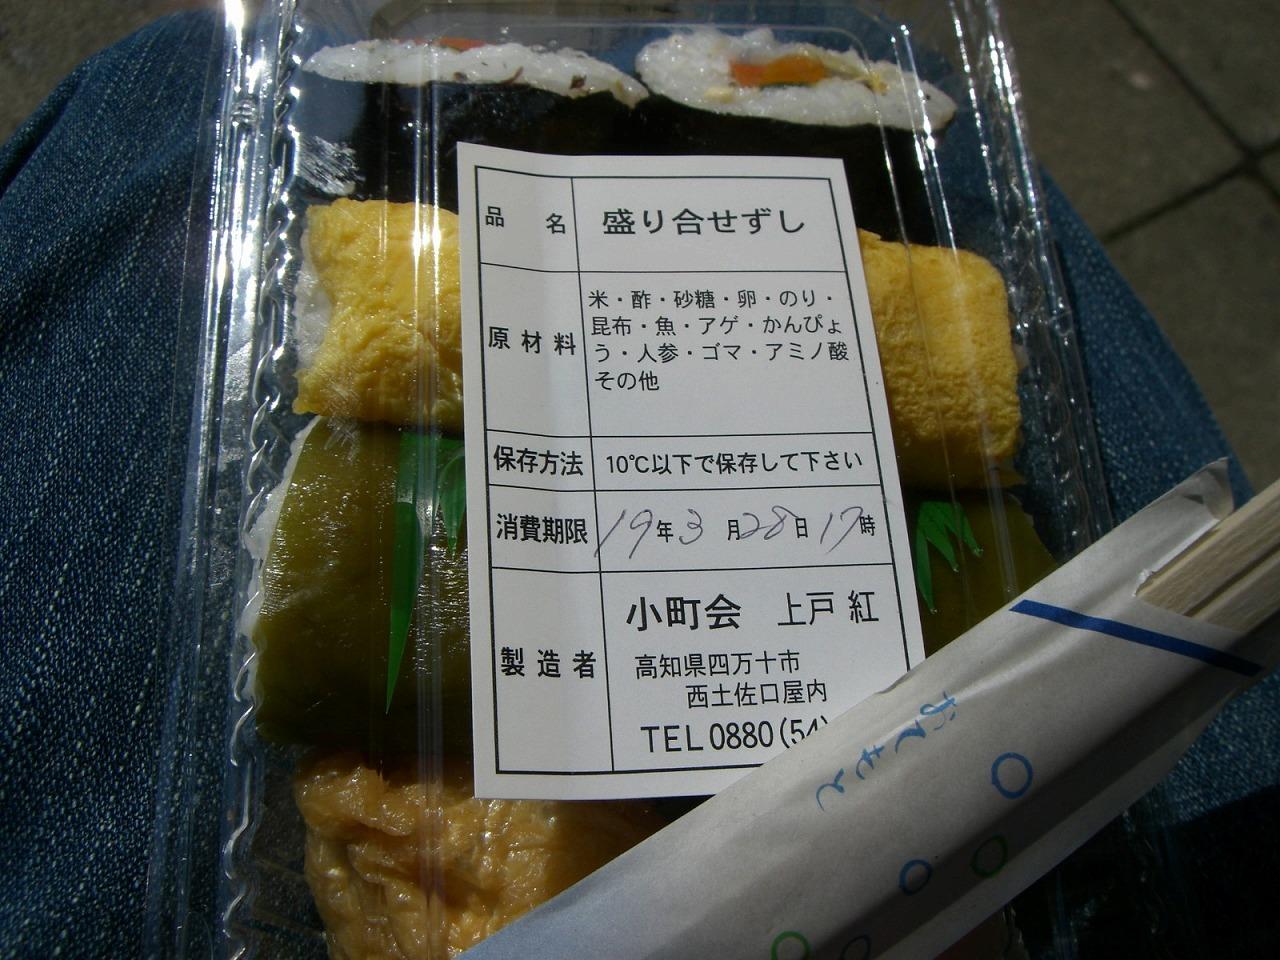 品名 盛り合せずし
原材料 米・酢・砂糖・卵・のり・
昆布・魚・アゲ・かんぴょ
う・人参・ゴマ・アミノ酸
その他
保存方法 10℃以下で保存して下さい
消費期限 19年3月28日17時
製造者 小町会 上戸 紅
高知県四万十市
西土佐口屋内
TEL 0880(54)
おてもと